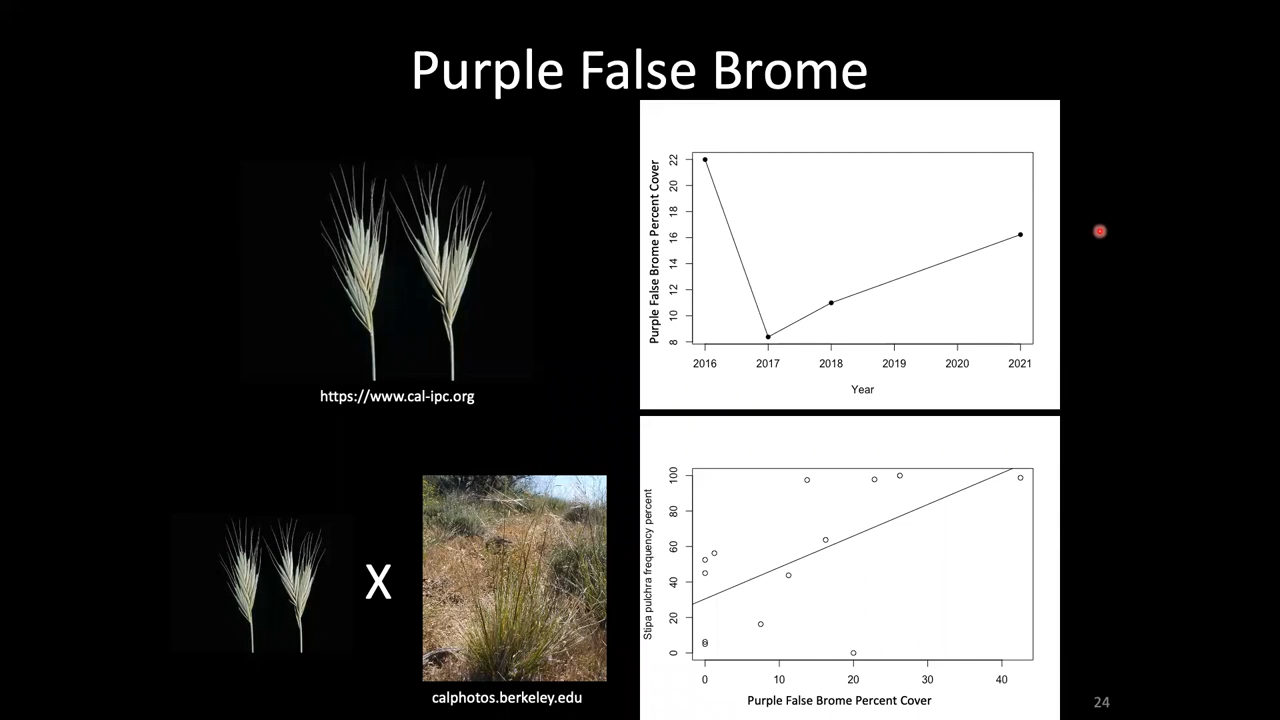 Purple False Brome
Purple False Brome Percent Cover
22
20
18
16
14
12
10
8
2016 2017 2018 2019 2020 2021
Year
https://www.cal-ipc.org
X
calphotos.berkeley.edu
Stipa pulchra frequency percent
100
80
60
40
20
0
0 10 20 30 40
Purple False Brome Percent Cover
24